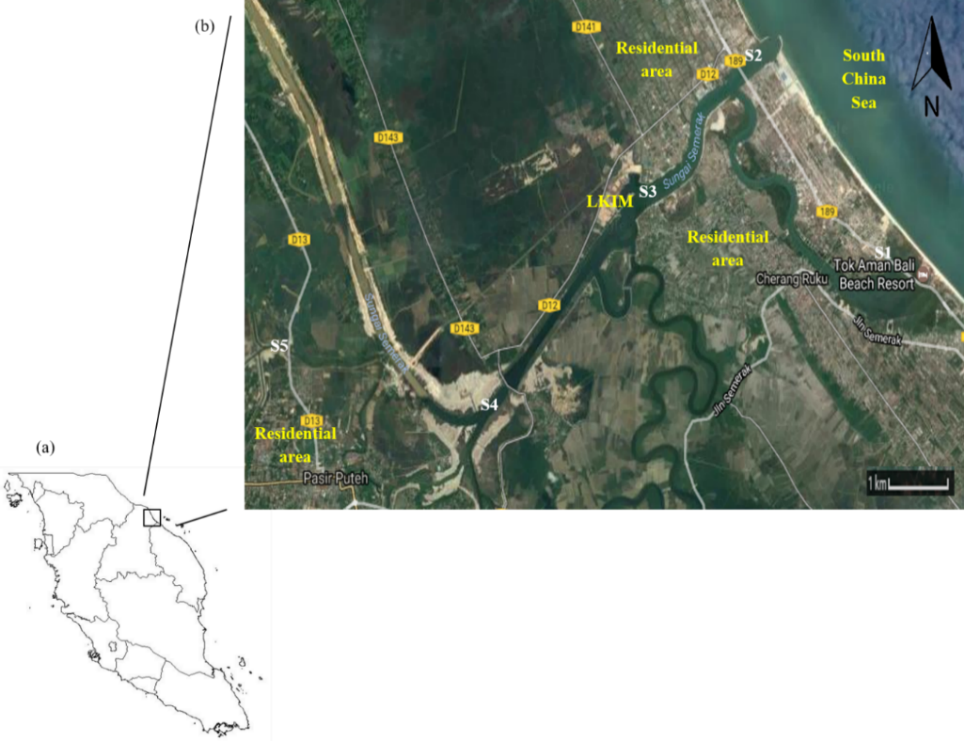 (b)
D141
Residential
area
189
S2
D12
South
China
Sea
N
D143
Sungai Semerak
S3
LKIM
189
D13
Residential
area
S1
Tok Aman Bali
Beach Resort
Cherang Ruku
D12
Sungai Semerak
D143
Jln Semerak
S5
Jln Semerak
S4
D13
Residential
area
Pasir Puteh
1 km
(a)